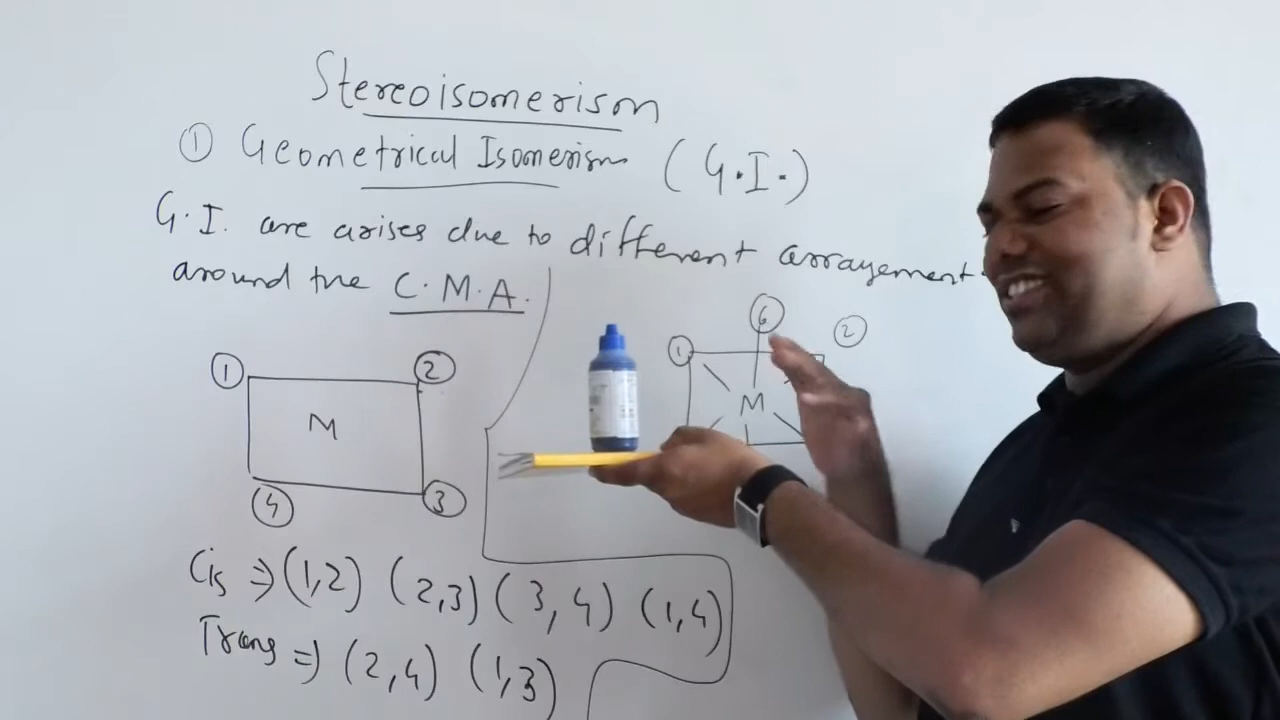 Stereoisomerism
① Geometrical Isomerism (G.I.)
G.I. are arises due to different arrayement.
around the C.M.A.
① ②
M
④ ③
⑥
① ②
M
Cis ⇒ (1,2) (2,3) (3,4) (1,4)
Trans ⇒ (2,4) (1,3)